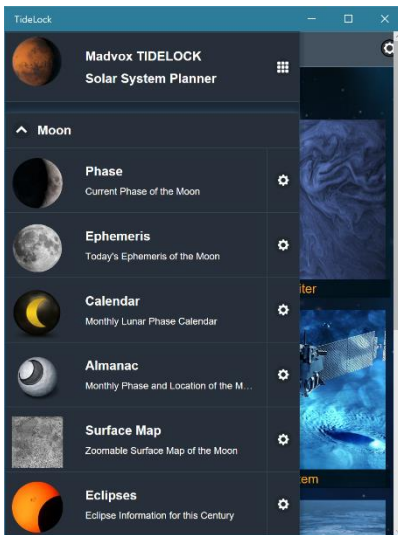 TideLock
Madvox TIDELOCK
Solar System Planner
Moon
Phase
Current Phase of the Moon
Ephemeris
Today's Ephemeris of the Moon
Calendar
Monthly Lunar Phase Calendar
Almanac
Monthly Phase and Location of the M...
Surface Map
Zoomable Surface Map of the Moon
Eclipses
Eclipse Information for this Century
iter
em